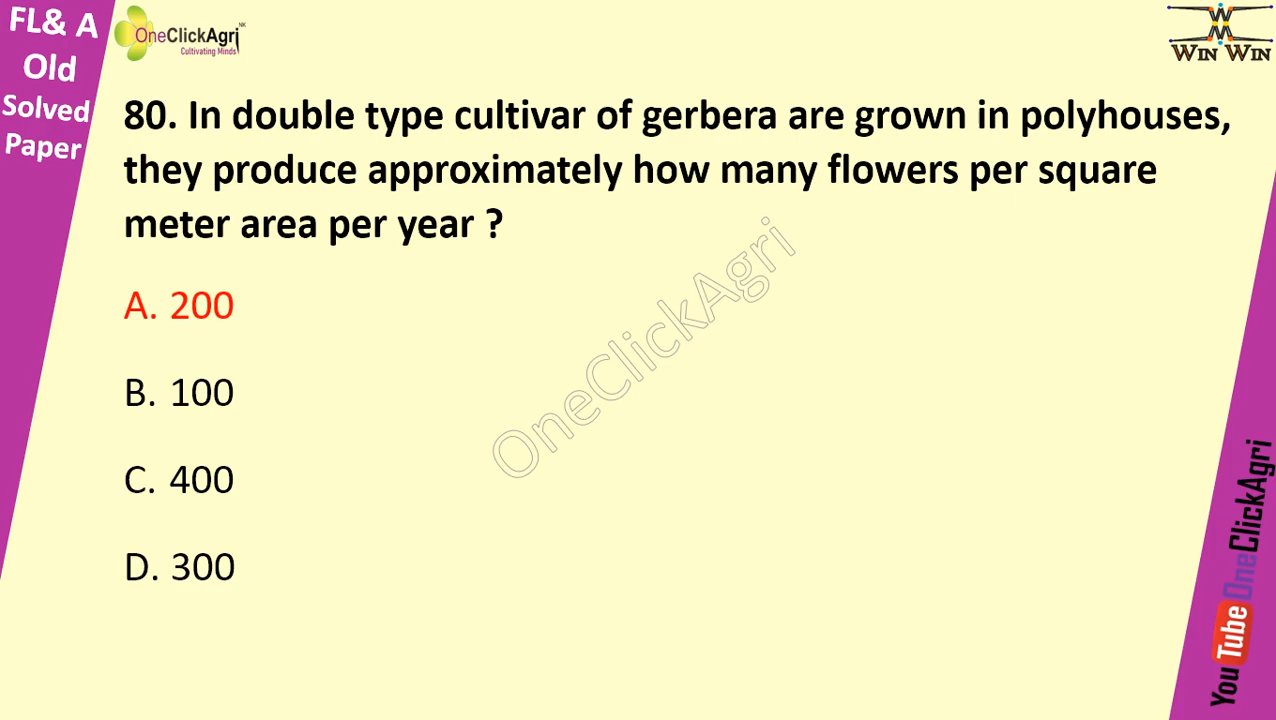 FL& A
Old
Solved
Paper
OneClickAgri
NK
Cultivating Minds
WIN WIN
80. In double type cultivar of gerbera are grown in polyhouses,
they produce approximately how many flowers per square
meter area per year ?
A. 200
B. 100
C. 400
D. 300
OneClickAgri
YouTube OneClickAgri